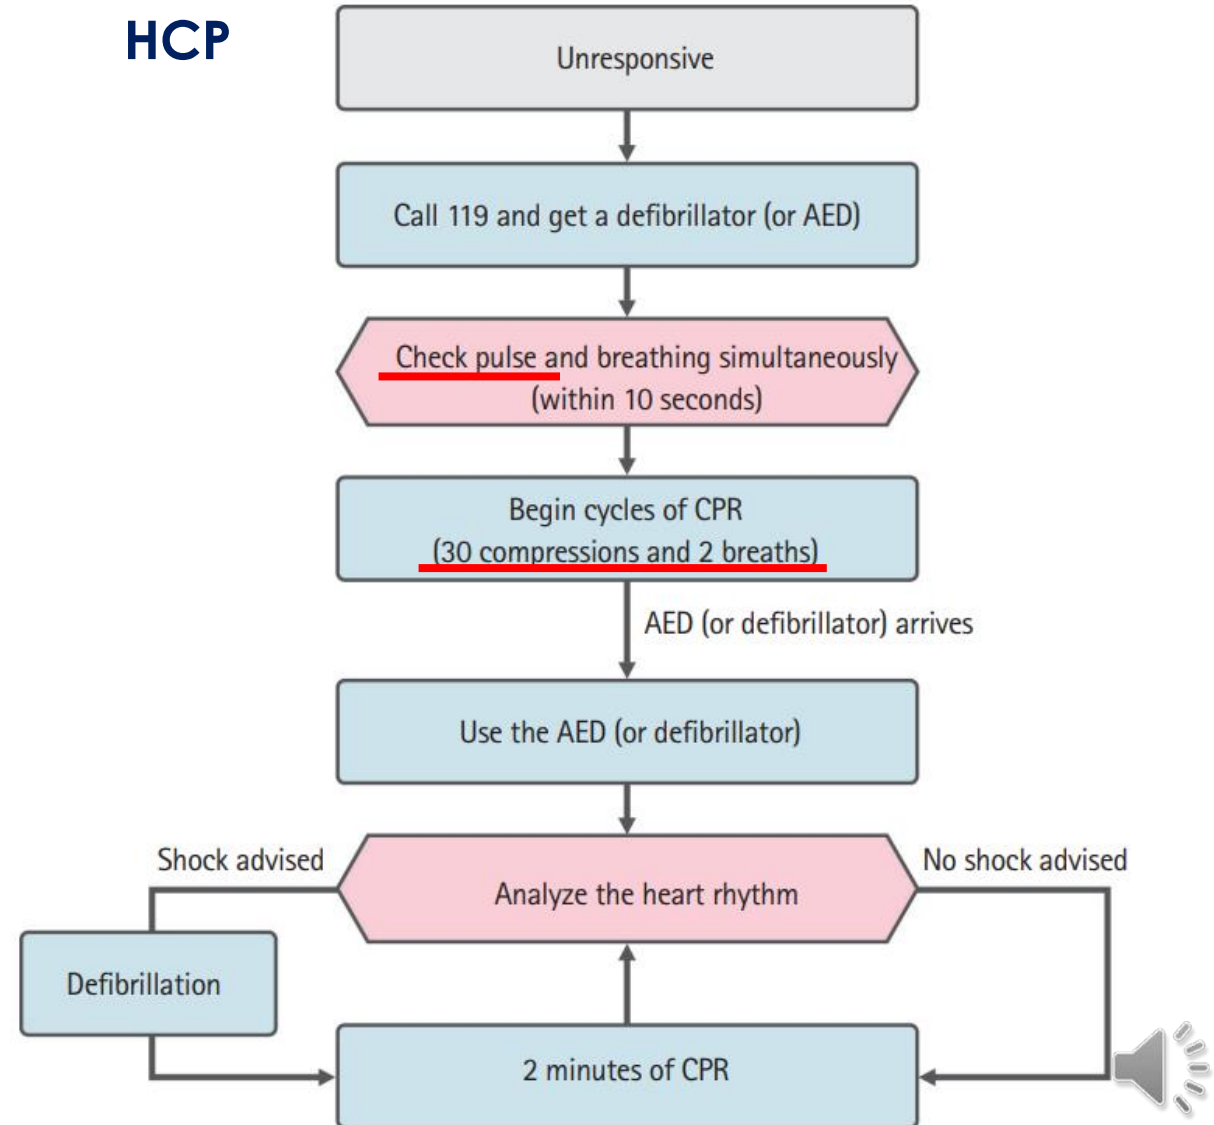 HCP
Unresponsive
Call 119 and get a defibrillator (or AED)
Check pulse and breathing simultaneously
(within 10 seconds)
Begin cycles of CPR
(30 compressions and 2 breaths)
AED (or defibrillator) arrives
Use the AED (or defibrillator)
Shock advised
No shock advised
Analyze the heart rhythm
Defibrillation
2 minutes of CPR